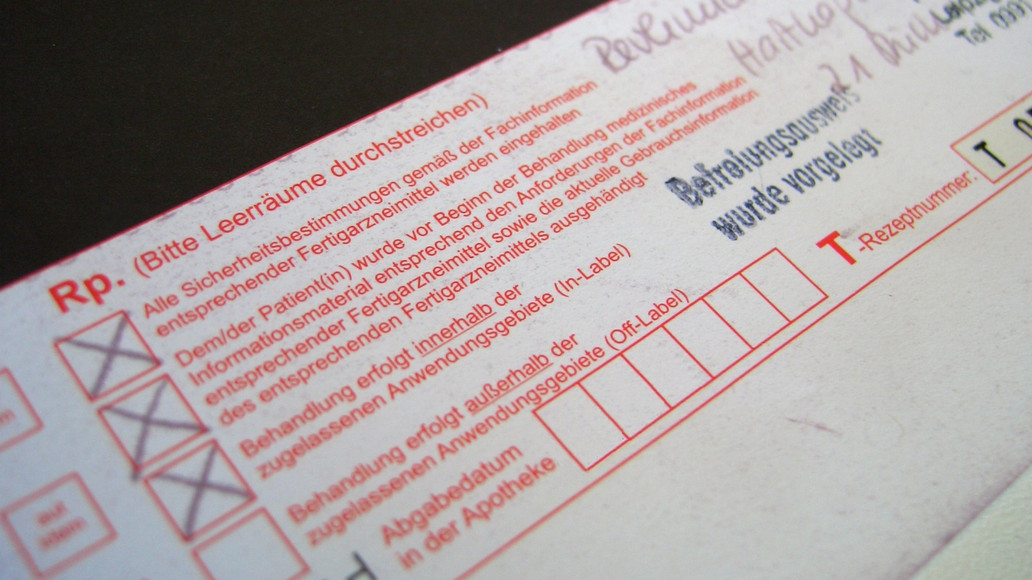 Rp. (Bitte Leerräume durchstreichen)
Alle Sicherheitsbestimmungen gemäß der Fachinformation
entsprechender Fertigarzneimittel werden eingehalten
Dem/der Patient(in) wurde vor Beginn der Behandlung medizinisches
Informationsmaterial entsprechend den Anforderungen der Fachinformation
entsprechender Fertigarzneimittel sowie die aktuelle Gebrauchsinformation
des entsprechenden Fertigarzneimittels ausgehändigt
Behandlung erfolgt innerhalb der
zugelassenen Anwendungsgebiete (In-Label)
Behandlung erfolgt außerhalb der
zugelassenen Anwendungsgebiete (Off-Label)
Abgabedatum
in der Apotheke
Befreiungsausweis
wurde vorgelegt
T-Rezeptnummer:
T
Tel
aut
idem